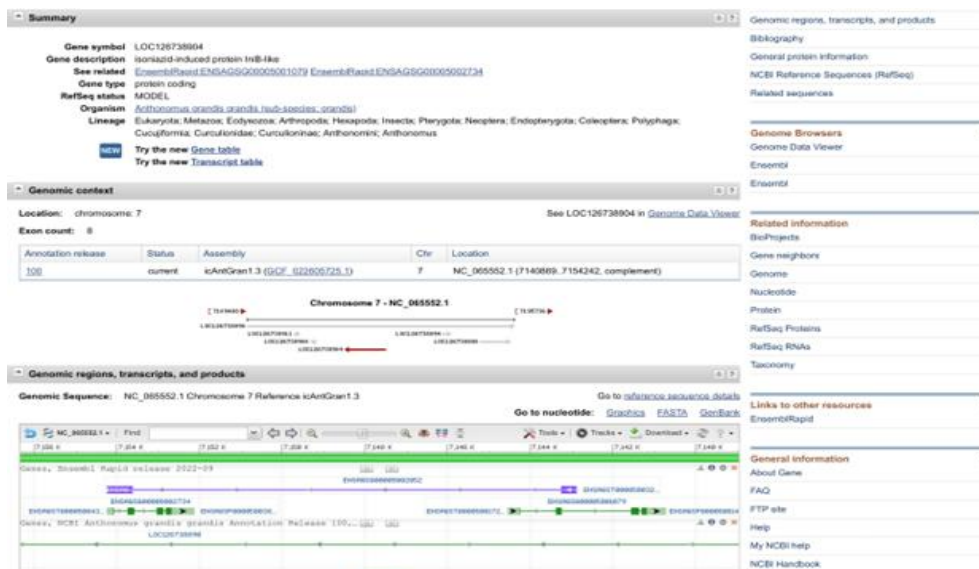 Summary
Gene symbol LOC126738904
Gene description isoniazid-induced protein IniB-like
See related EnsemblRapid:ENSAGSG00005001079 EnsemblRapid:ENSAGSG00005002734
Gene type protein coding
RefSeq status MODEL
Organism Anthonomus grandis grandis (sub-species: grandis)
Lineage Eukaryota; Metazoa; Ecdysozoa; Arthropoda; Hexapoda; Insecta; Pterygota; Neoptera; Endopterygota; Coleoptera; Polyphaga;
Cucujiformia; Curculionidae; Curculioninae; Anthonomini; Anthonomus
NEW Try the new Gene table
Try the new Transcript table
Genomic context
Location: chromosome: 7
See LOC126738904 in Genome Data Viewer
Exon count: 8
Annotation release Status Assembly Chr Location
100 current icAntGran1.3 (GCF_022605725.1) 7 NC_065552.1 (7140869..7154242, complement)
Chromosome 7 - NC_065552.1
Genomic regions, transcripts, and products
Genomic Sequence: NC_065552.1 Chromosome 7 Reference icAntGran1.3
Go to reference sequence details
Go to nucleotide: Graphics FASTA GenBank
NC_065552.1 Find
Tools Tracks Download ?
Genes, Ensembl Rapid release 2022-09
Genes, NCBI Anthonomus grandis grandis Annotation Release 100
LOC126738898
Genomic regions, transcripts, and products
Bibliography
General protein information
NCBI Reference Sequences (RefSeq)
Related sequences
Genome Browsers
Genome Data Viewer
Ensembl
Ensembl
Related information
BioProjects
Gene neighbors
Genome
Nucleotide
Protein
RefSeq Proteins
RefSeq RNAs
Taxonomy
Links to other resources
EnsemblRapid
General information
About Gene
FAQ
FTP site
Help
My NCBI help
NCBI Handbook